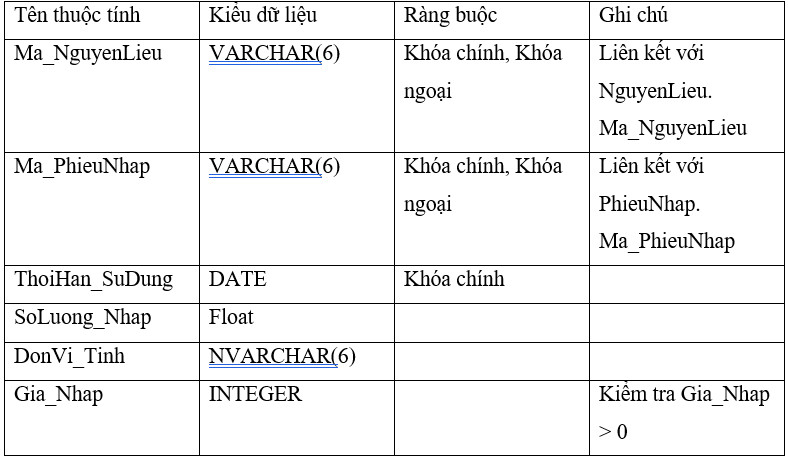 Tên thuộc tính Kiểu dữ liệu Ràng buộc Ghi chú
Ma_NguyenLieu VARCHAR(6) Khóa chính, Khóa Liên kết với
ngoại NguyenLieu.
Ma_NguyenLieu
Ma_PhieuNhap VARCHAR(6) Khóa chính, Khóa Liên kết với
ngoại PhieuNhap.
Ma_PhieuNhap
ThoiHan_SuDung DATE Khóa chính
SoLuong_Nhap Float
DonVi_Tinh NVARCHAR(6)
Gia_Nhap INTEGER Kiểm tra Gia_Nhap
> 0